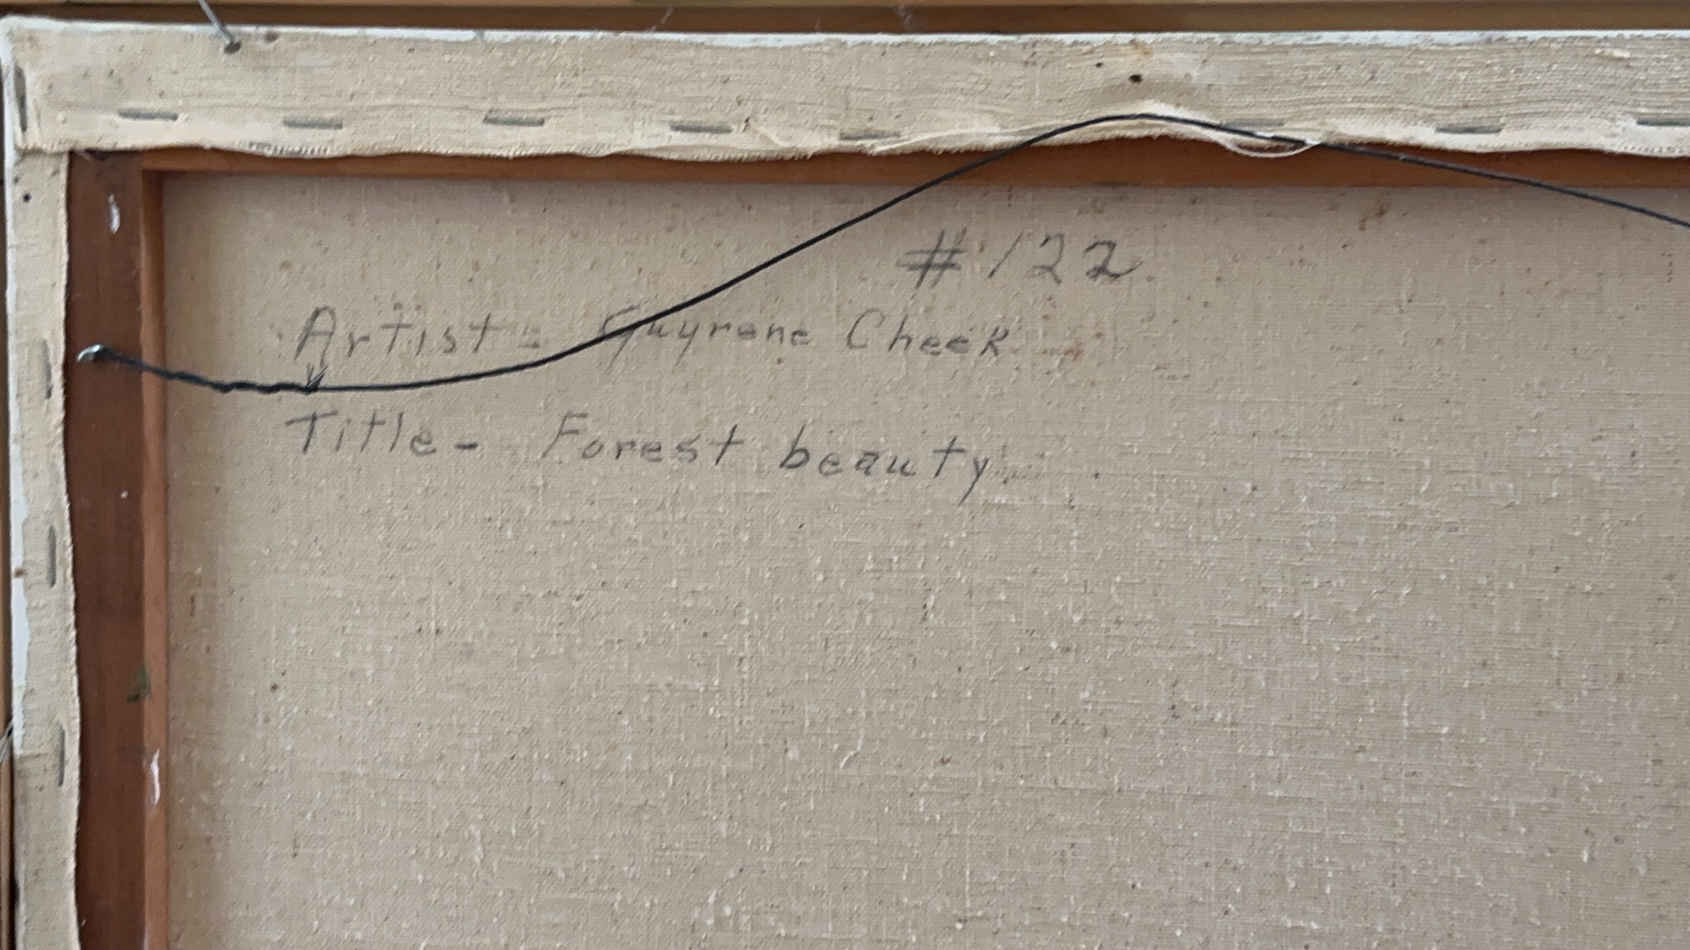 #122
Artist - Guyrene Cheek
Title - Forest beauty